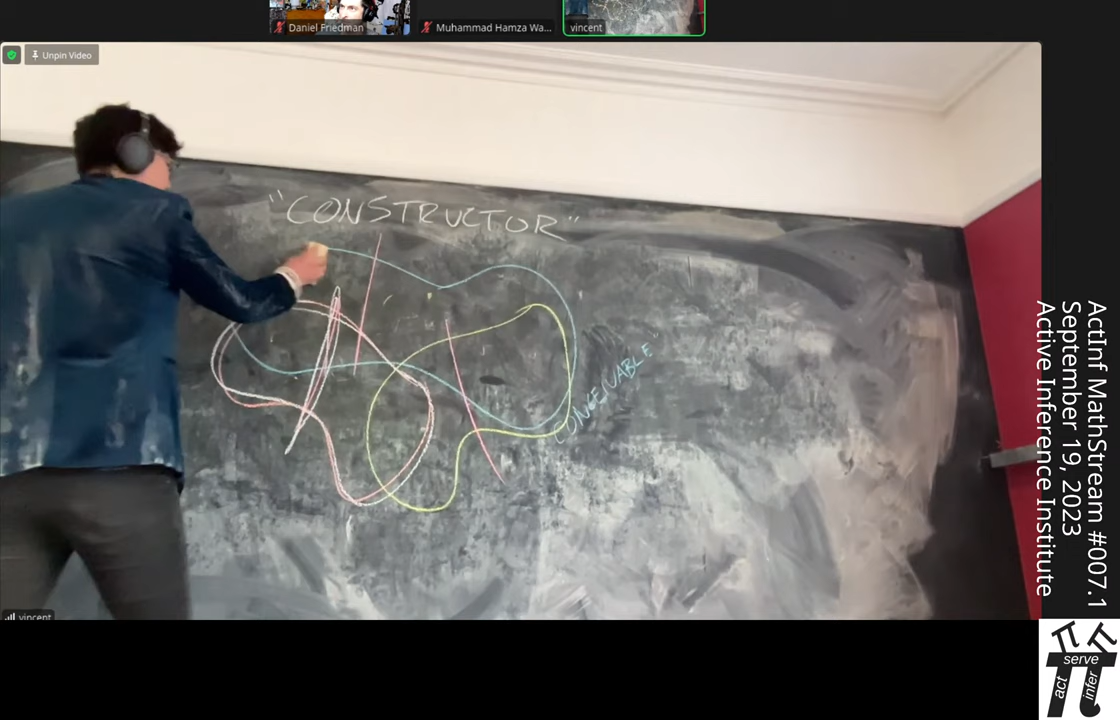 Daniel Friedman
Muhammad Hamza Wa...
vincent
Unpin Video
"CONSTRUCTOR"
"CONCEIVABLE"
vincent
ActInf MathStream #007.1
September 19, 2023
Active Inference Institute
serve
act
infer